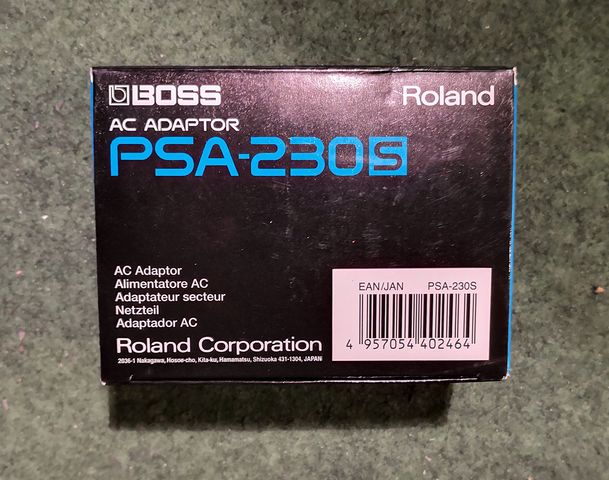 BOSS
Roland
AC ADAPTOR
PSA-230S
AC Adaptor
Alimentatore AC
Adaptateur secteur
Netzteil
Adaptador AC
Roland Corporation
2036-1 Nakagawa, Hosoe-cho, Kita-ku, Hamamatsu, Shizuoka 431-1304, JAPAN
EAN/JAN PSA-230S
4 957054 402464